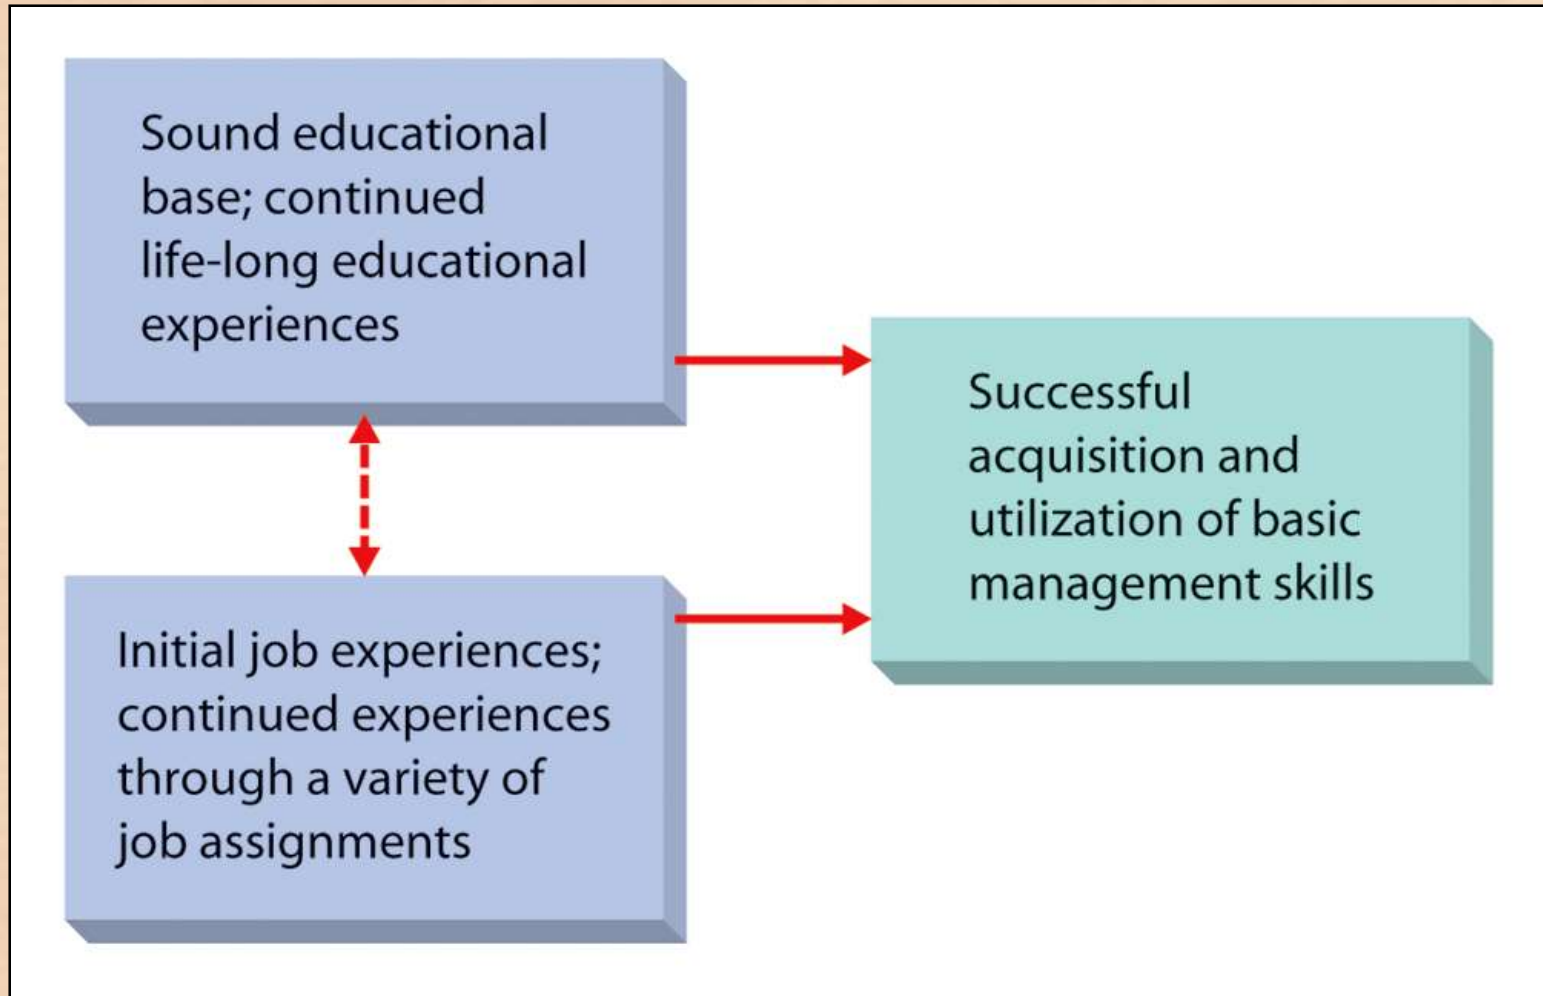 Sound educational
base; continued
life-long educational
experiences
Successful
acquisition and
utilization of basic
management skills
Initial job experiences;
continued experiences
through a variety of
job assignments